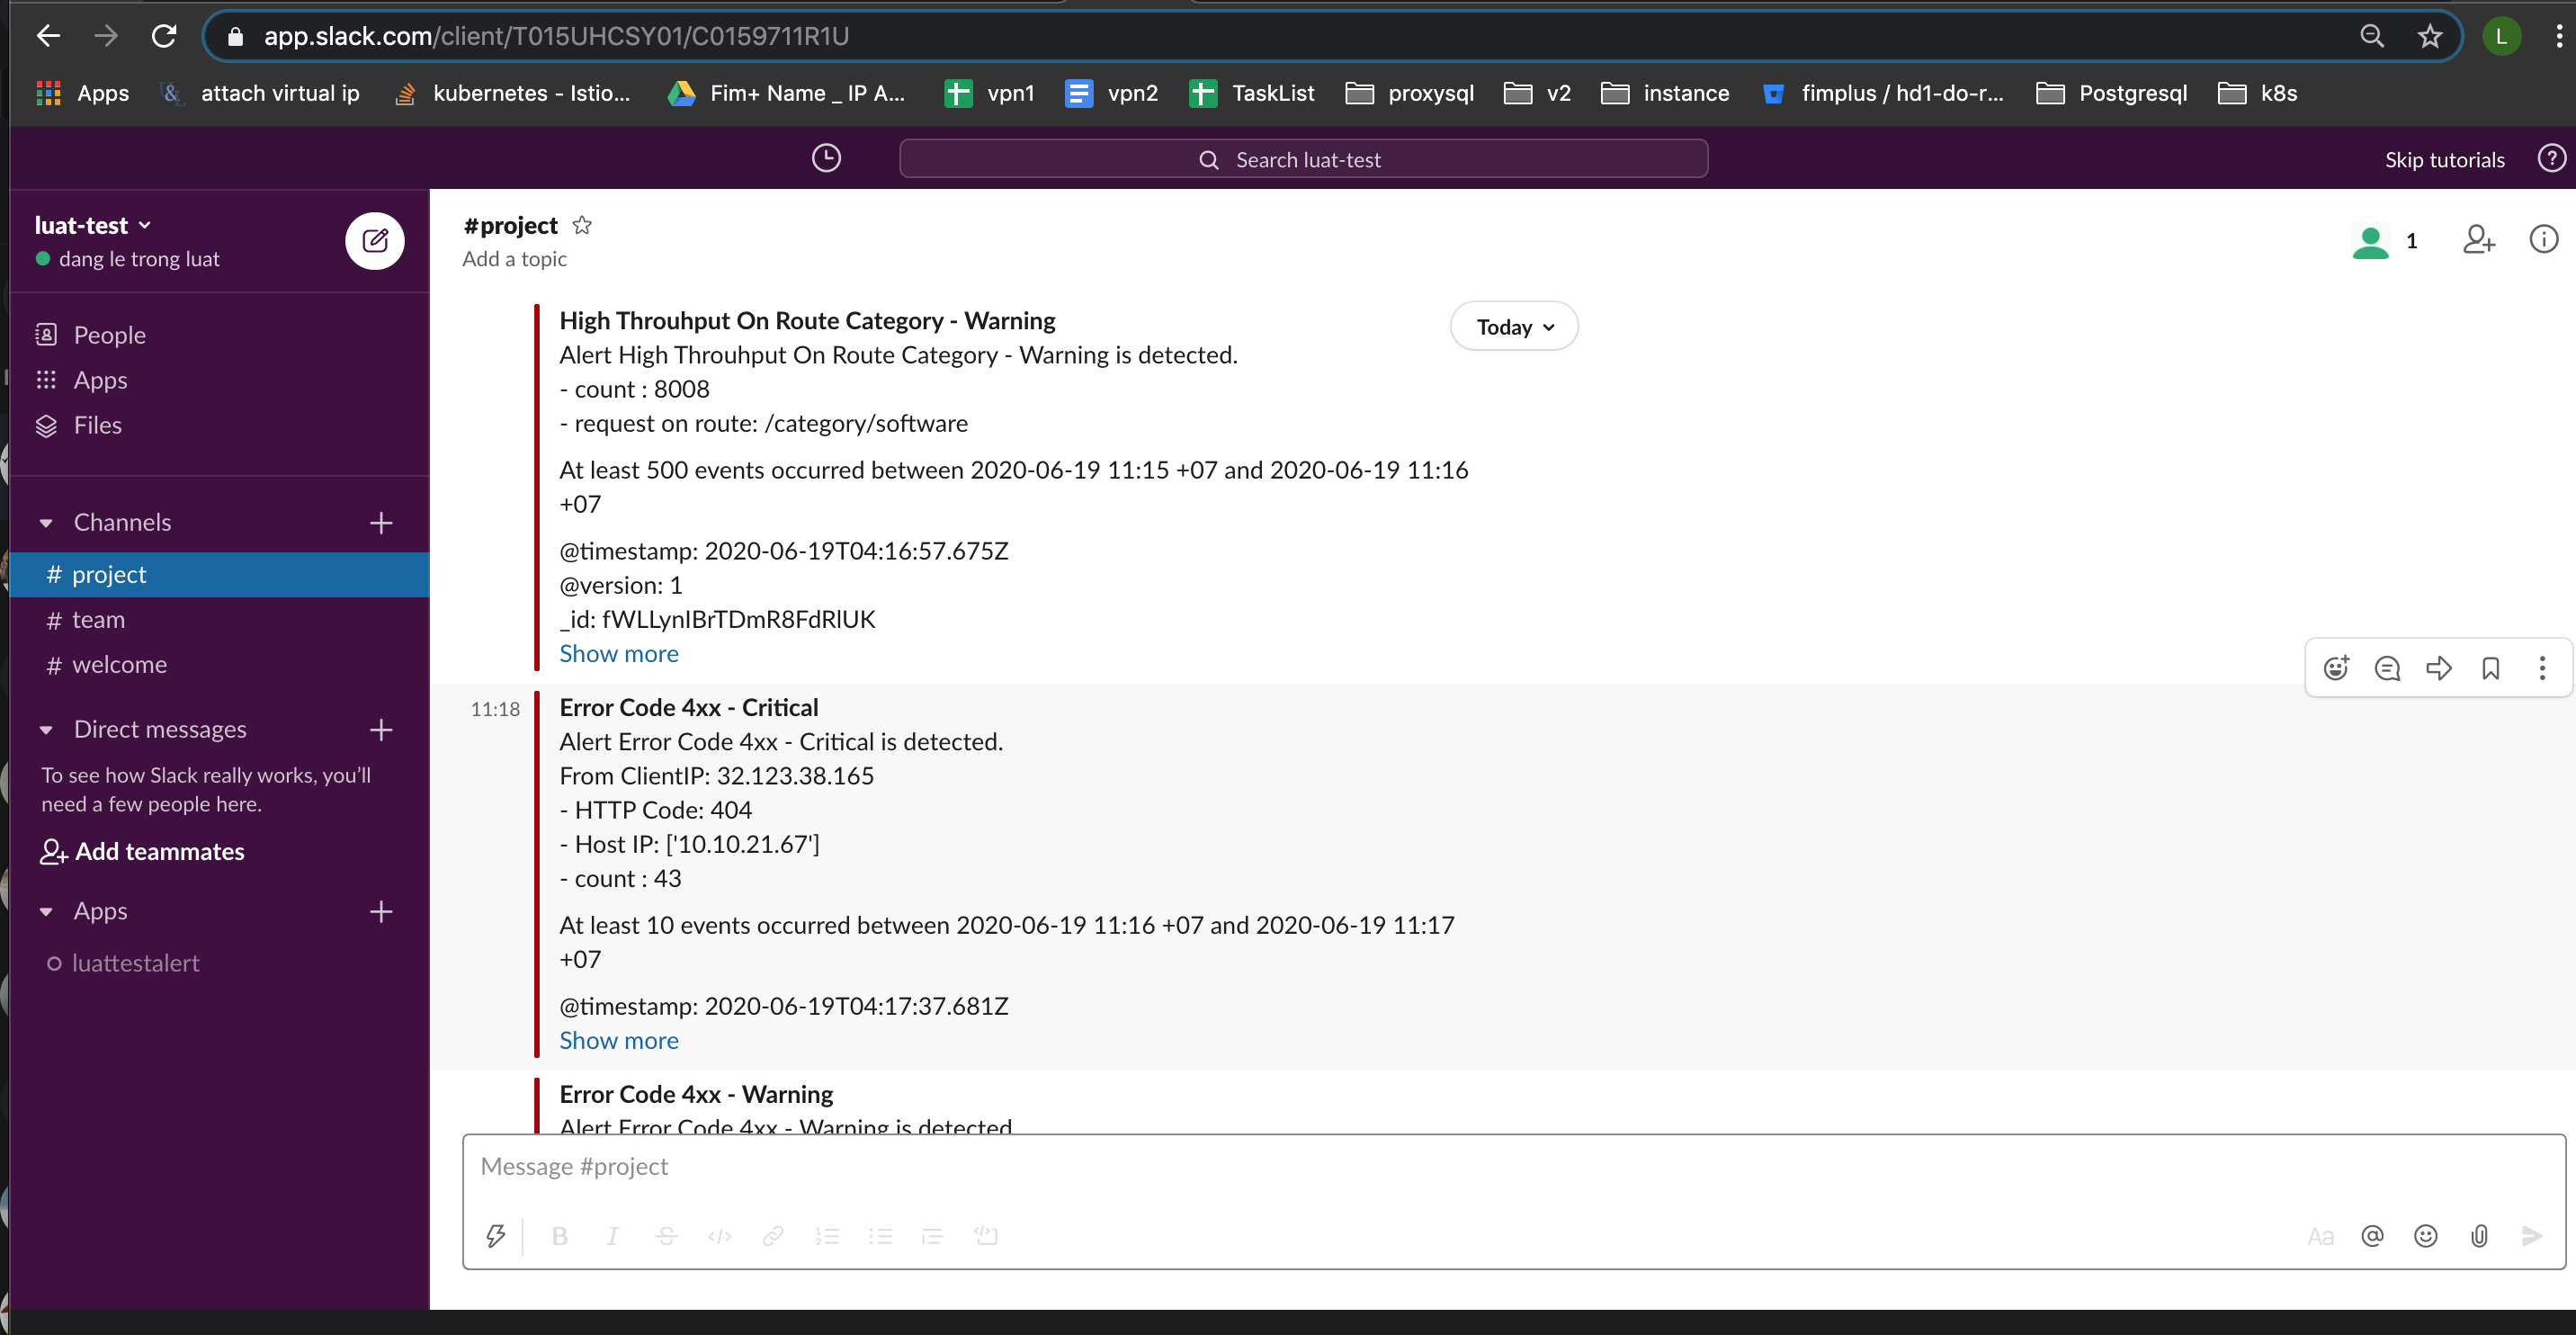 app.slack.com/client/T015UHCSY01/C0159711R1U
L
Apps
attach virtual ip
kubernetes - Istio...
Fim+ Name _ IP A...
vpn1
vpn2
TaskList
proxysql
v2
instance
fimplus / hd1-do-r...
Postgresql
k8s
Search luat-test
Skip tutorials
luat-test
dang le trong luat
People
Apps
Files
Channels
# project
# team
# welcome
Direct messages
To see how Slack really works, you’ll
need a few people here.
Add teammates
Apps
luattestalert
#project
Add a topic
1
Today
High Throuhput On Route Category - Warning
Alert High Throuhput On Route Category - Warning is detected.
- count : 8008
- request on route: /category/software
At least 500 events occurred between 2020-06-19 11:15 +07 and 2020-06-19 11:16
+07
@timestamp: 2020-06-19T04:16:57.675Z
@version: 1
_id: fWLLynIBrTDmR8FdRlUK
Show more
11:18
Error Code 4xx - Critical
Alert Error Code 4xx - Critical is detected.
From ClientIP: 32.123.38.165
- HTTP Code: 404
- Host IP: ['10.10.21.67']
- count : 43
At least 10 events occurred between 2020-06-19 11:16 +07 and 2020-06-19 11:17
+07
@timestamp: 2020-06-19T04:17:37.681Z
Show more
Error Code 4xx - Warning
Alert Error Code 4xx - Warning is detected
Message #project
B I S
Aa @